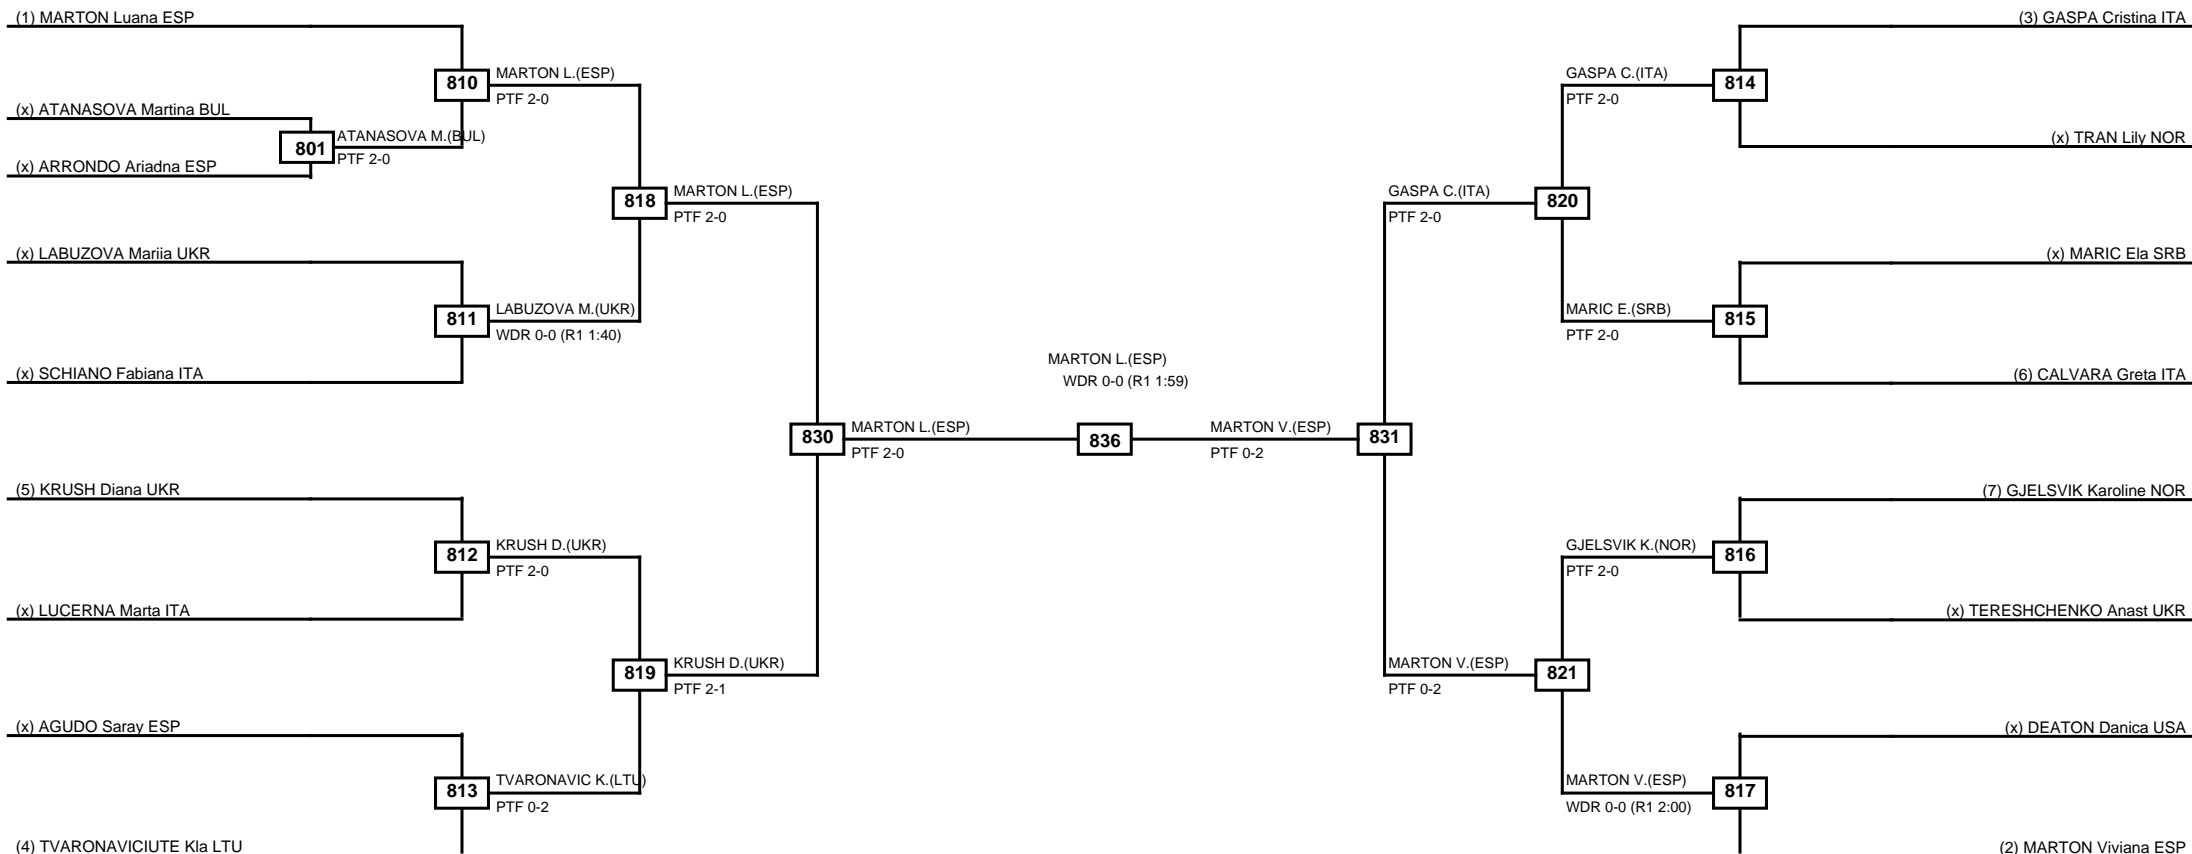 (1) MARTON Luana ESP
(3) GASPA Cristina ITA
MARTON L.(ESP)
810
PTF 2-0
GASPA C.(ITA)
814
PTF 2-0
(x) ATANASOVA Martina BUL
ATANASOVA M.(BUL)
801
PTF 2-0
(x) ARRONDO Ariadna ESP
(x) TRAN Lily NOR
MARTON L.(ESP)
818
PTF 2-0
GASPA C.(ITA)
820
PTF 2-0
(x) LABUZOVA Mariia UKR
(x) MARIC Ela SRB
LABUZOVA M.(UKR)
811
WDR 0-0 (R1 1:40)
MARIC E.(SRB)
815
PTF 2-0
(x) SCHIANO Fabiana ITA
(6) CALVARA Greta ITA
MARTON L.(ESP)
WDR 0-0 (R1 1:59)
830
MARTON L.(ESP)
PTF 2-0
836
MARTON V.(ESP)
PTF 0-2
831
(5) KRUSH Diana UKR
(7) GJELSVIK Karoline NOR
KRUSH D.(UKR)
812
PTF 2-0
GJELSVIK K.(NOR)
816
PTF 2-0
(x) LUCERNA Marta ITA
(x) TERESHCHENKO Anast UKR
KRUSH D.(UKR)
819
PTF 2-1
MARTON V.(ESP)
821
PTF 0-2
(x) AGUDO Saray ESP
(x) DEATON Danica USA
TVARONAVIC K.(LTU)
813
PTF 0-2
MARTON V.(ESP)
817
WDR 0-0 (R1 2:00)
(4) TVARONAVICIUTE Kla LTU
(2) MARTON Viviana ESP